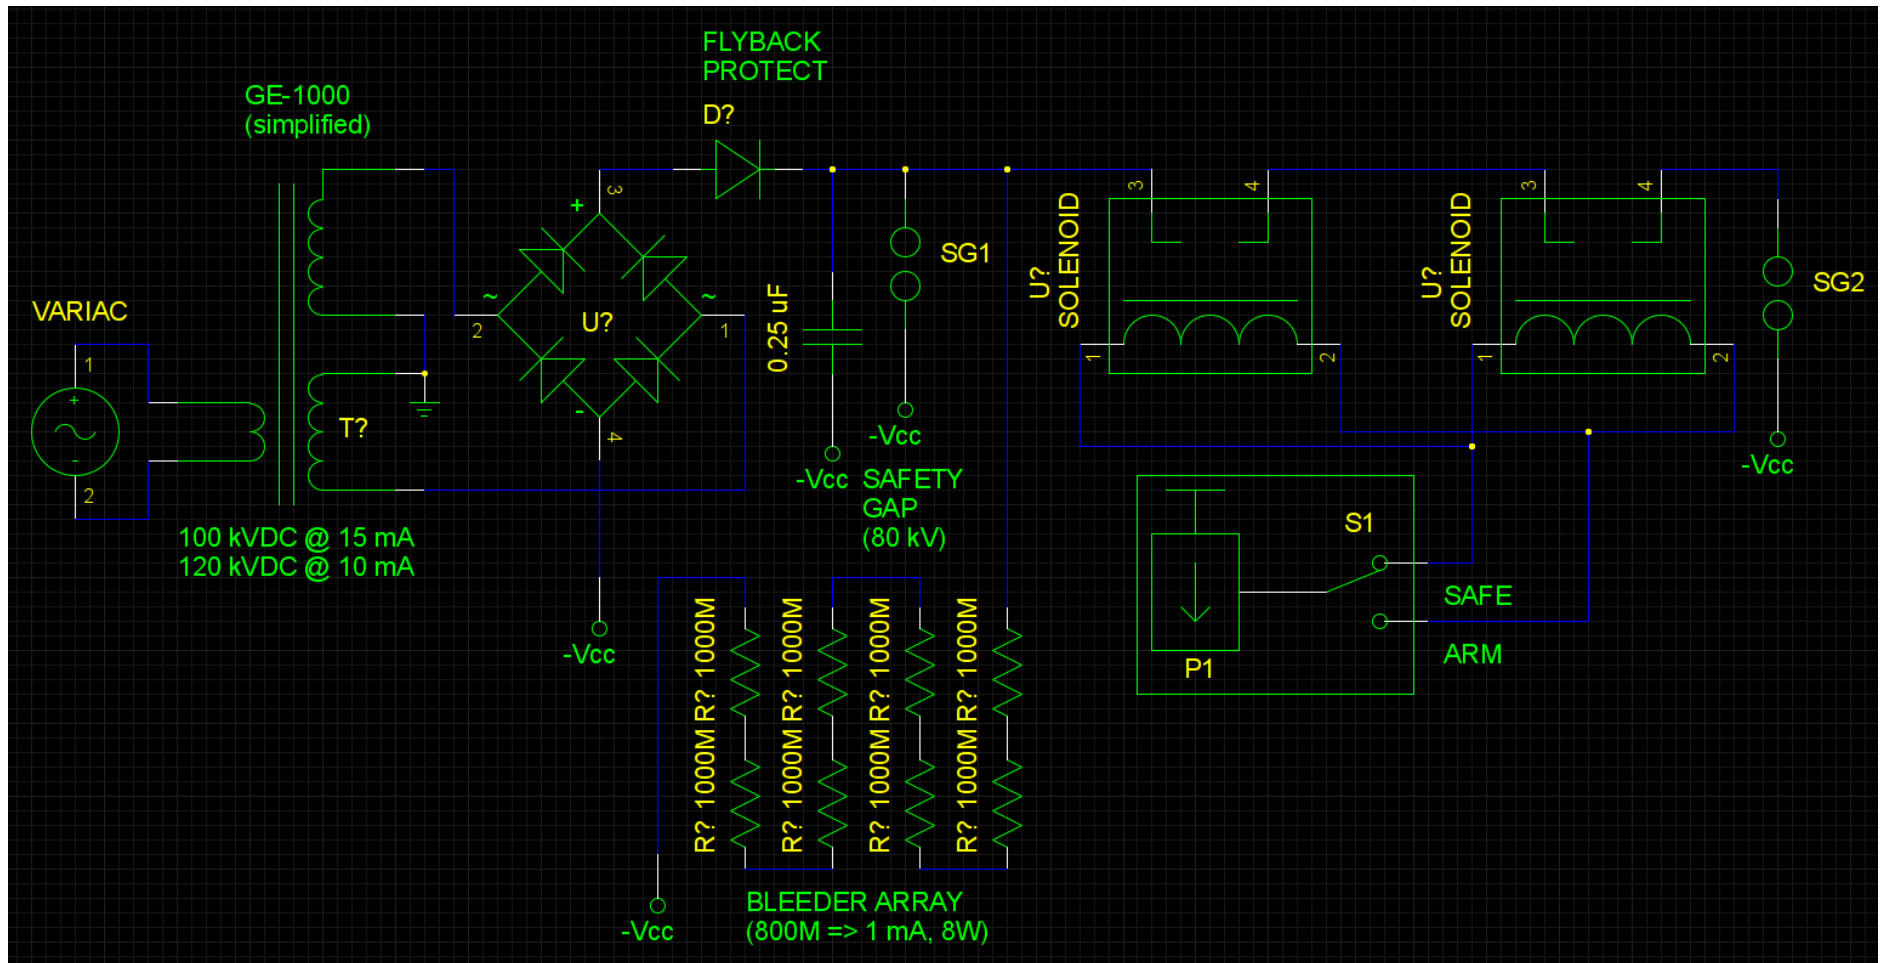 FLYBACK
PROTECT
D?
GE-1000
(simplified)
3
+
~
~
2
U?
1
-
4
-Vcc
VARIAC
1
+
-
2
T?
100 kVDC @ 15 mA
120 kVDC @ 10 mA
0.25 uF
-Vcc
SG1
-Vcc
SAFETY
GAP
(80 kV)
U?
SOLENOID
3
4
1
2
U?
SOLENOID
3
4
1
2
SG2
-Vcc
S1
P1
SAFE
ARM
R? 1000M
R? 1000M
R? 1000M
R? 1000M
R? 1000M
R? 1000M
R? 1000M
R? 1000M
-Vcc
BLEEDER ARRAY
(800M => 1 mA, 8W)